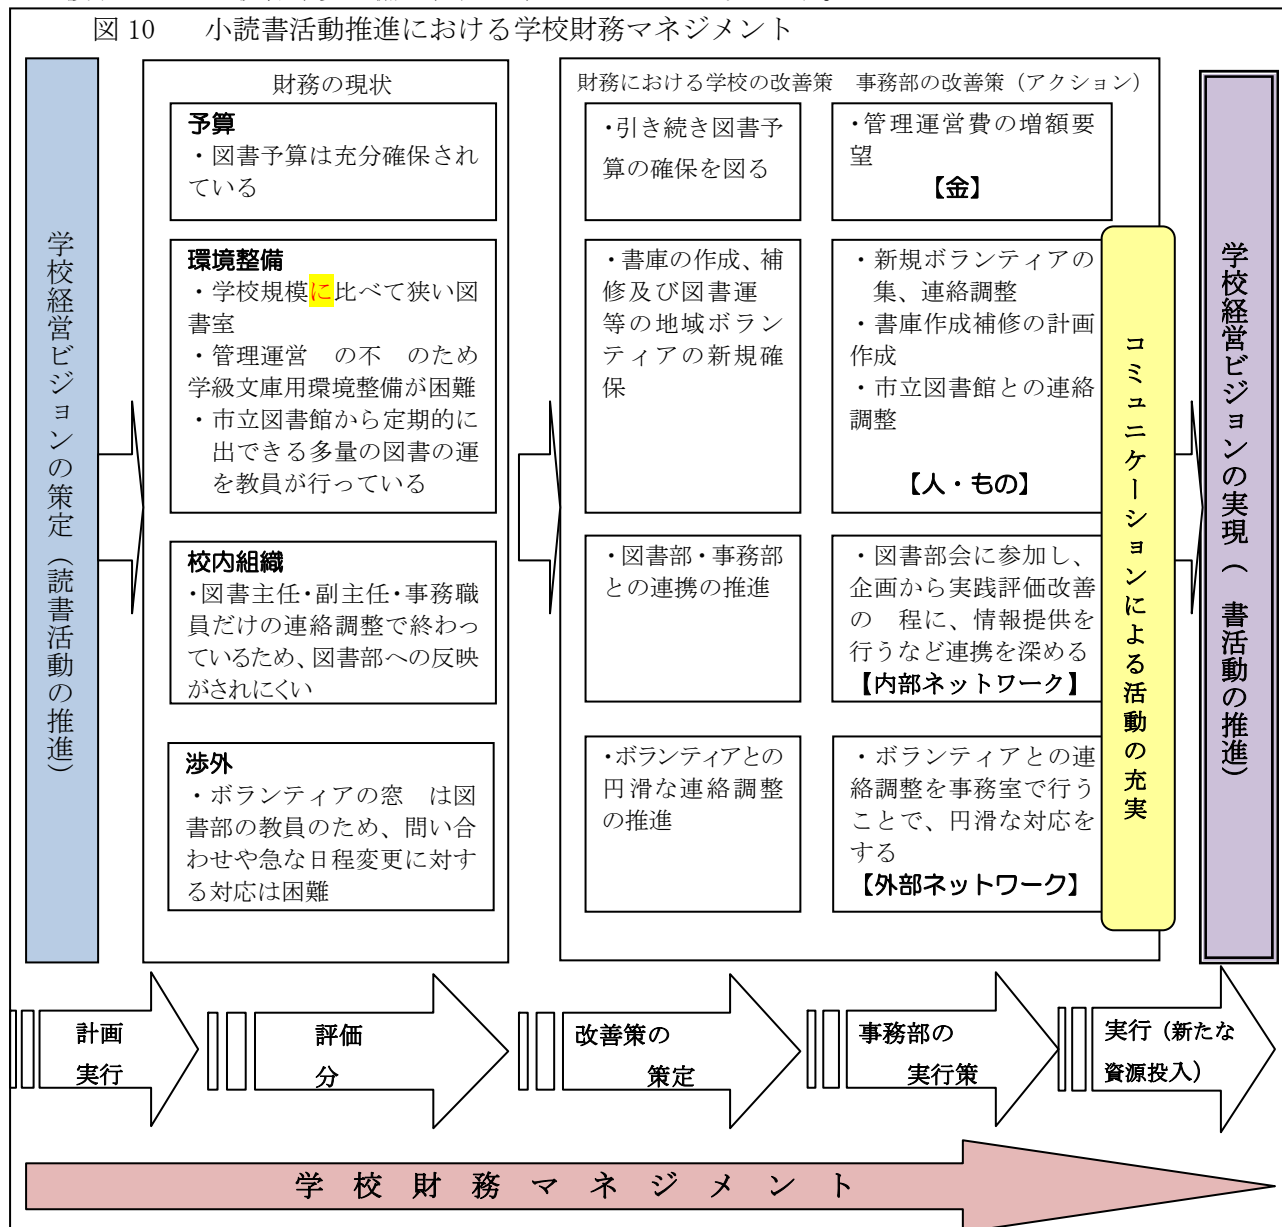 図 10 小読書活動推進における学校財務マネジメント
学校経営ビジョンの策定（読書活動の推進）
財務の現状
予算
・図書予算は充分確保され
ている
環境整備
・学校規模に比べて狭い図
書室
・管理運営 の不 のため
学級文庫用環境整備が困難
・市立図書館から定期的に
出できる多量の図書の運
を教員が行っている
校内組織
・図書主任・副主任・事務職
員だけの連絡調整で終わっ
ているため、図書部への反映
がされにくい
渉外
・ボランティアの窓 は図
書部の教員のため、問い合
わせや急な日程変更に対す
る対応は困難
財務における学校の改善策 事務部の改善策（アクション）
・引き続き図書予
算の確保を図る
・管理運営費の増額要
望
【金】
・書庫の作成、補
修及び図書運
等の地域ボラン
ティアの新規確
保
・新規ボランティアの
集、連絡調整
・書庫作成補修の計画
作成
・市立図書館との連絡
調整
【人・もの】
・図書部・事務部
との連携の推進
・図書部会に参加し、
企画から実践評価改善
の 程に、情報提供を
行うなど連携を深める
【内部ネットワーク】
・ボランティアとの
円滑な連絡調整
の推進
・ボランティアとの連
絡調整を事務室で行う
ことで、円滑な対応を
する
【外部ネットワーク】
コミュニケーションによる活動の充実
学校経営ビジョンの実現（ 書活動の推進）
計画
実行
評価
分
改善策の
策定
事務部の
実行策
実行（新たな
資源投入）
学校財務マネジメント